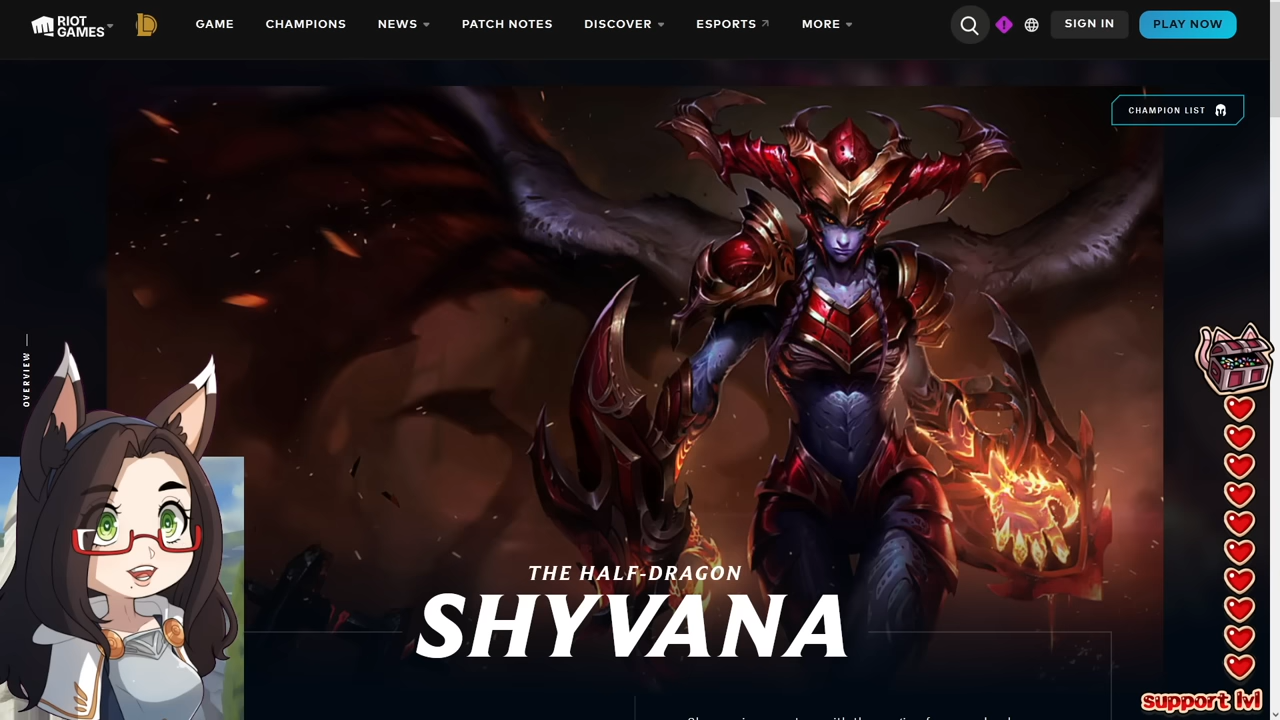 RIOT
GAMES
GAME
CHAMPIONS
NEWS
PATCH NOTES
DISCOVER
ESPORTS
MORE
SIGN IN
PLAY NOW
CHAMPION LIST
OVERVIEW
THE HALF-DRAGON
SHYVANA
support lvl